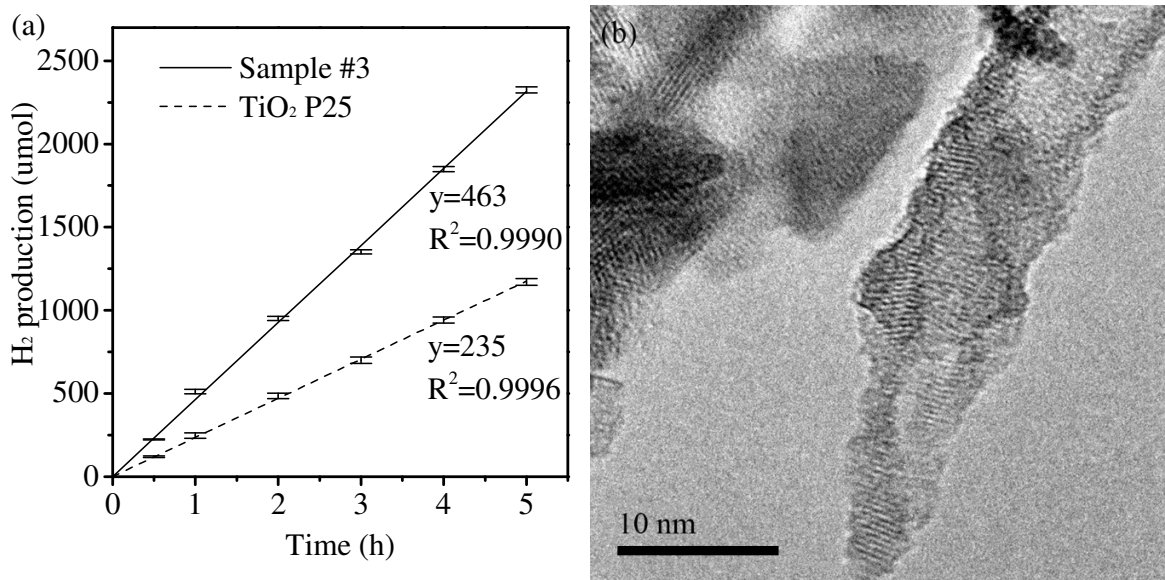 (a)
2500
2000
1500
1000
500
0
H₂ production (umol)
Sample #3
TiO₂ P25
y=463
R²=0.9990
y=235
R²=0.9996
0 1 2 3 4 5
Time (h)
(b)
10 nm